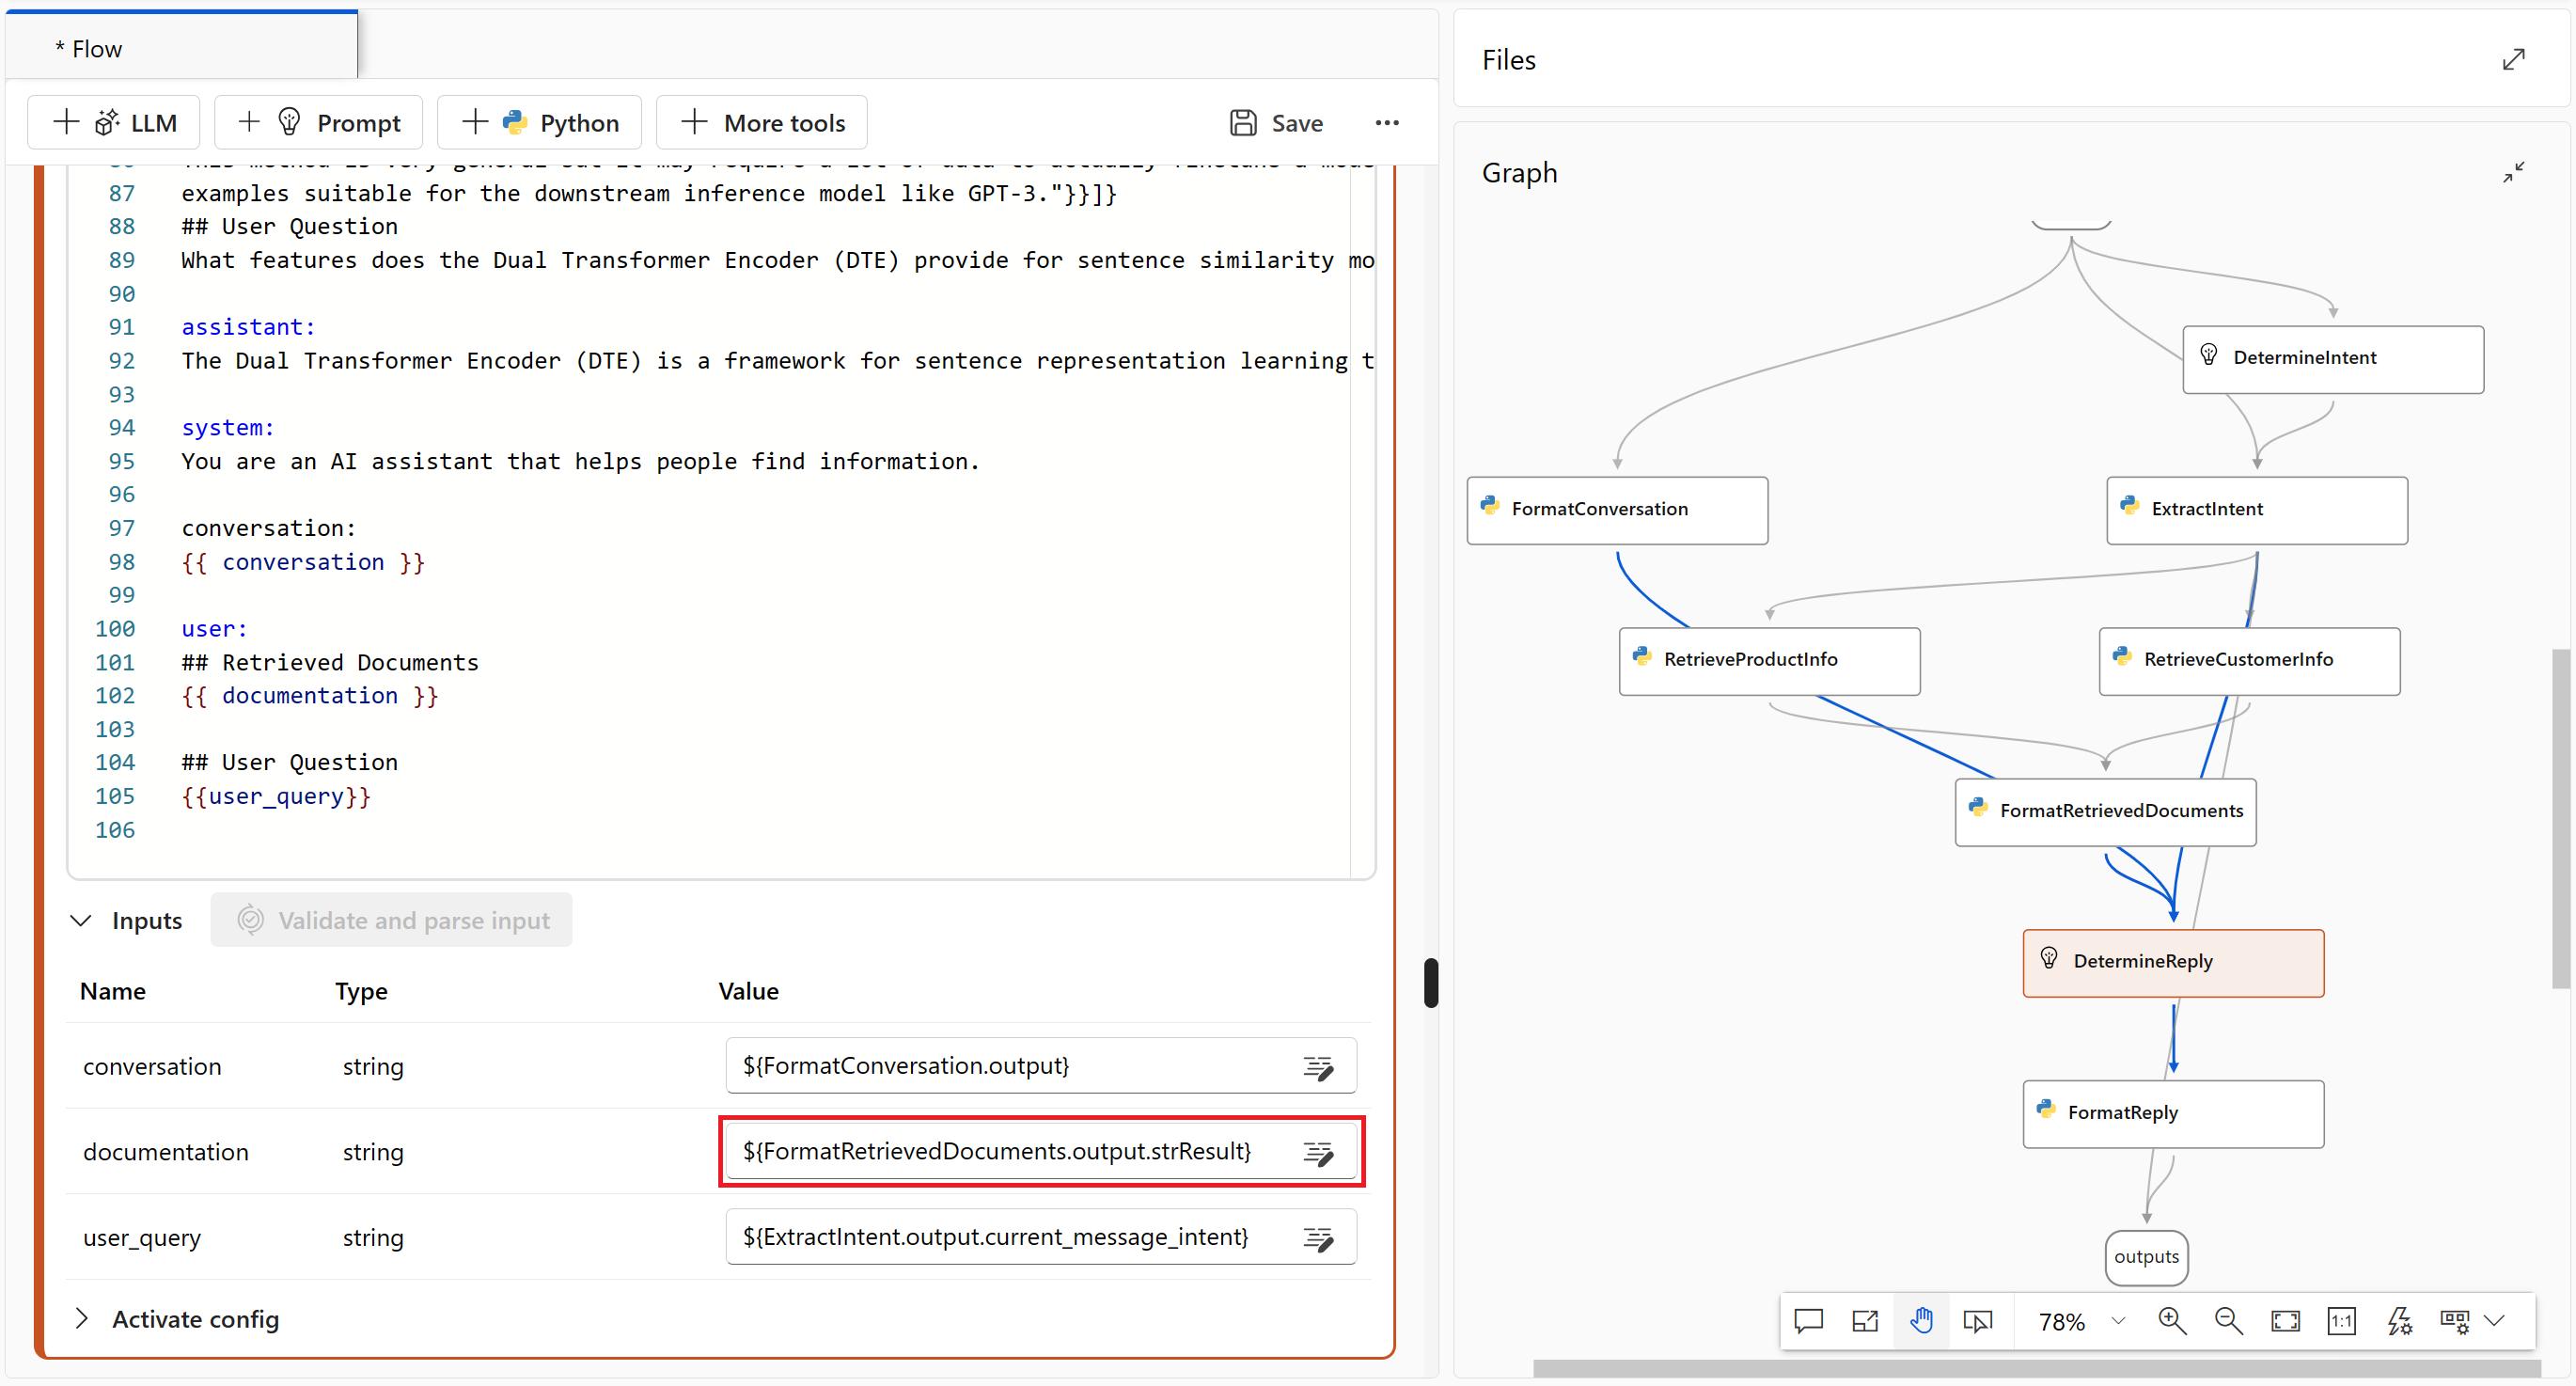 * Flow
LLM
Prompt
Python
More tools
Save
87 examples suitable for the downstream inference model like GPT-3."}}]}
88 ## User Question
89 What features does the Dual Transformer Encoder (DTE) provide for sentence similarity mo
90
91 assistant:
92 The Dual Transformer Encoder (DTE) is a framework for sentence representation learning t
93
94 system:
95 You are an AI assistant that helps people find information.
96
97 conversation:
98 {{ conversation }}
99
100 user:
101 ## Retrieved Documents
102 {{ documentation }}
103
104 ## User Question
105 {{user_query}}
106
Inputs
Validate and parse input
Name Type Value
conversation string ${FormatConversation.output}
documentation string ${FormatRetrievedDocuments.output.strResult}
user_query string ${ExtractIntent.output.current_message_intent}
Activate config
Files
Graph
DetermineIntent
FormatConversation
ExtractIntent
RetrieveProductInfo
RetrieveCustomerInfo
FormatRetrievedDocuments
DetermineReply
FormatReply
outputs
78%
1:1